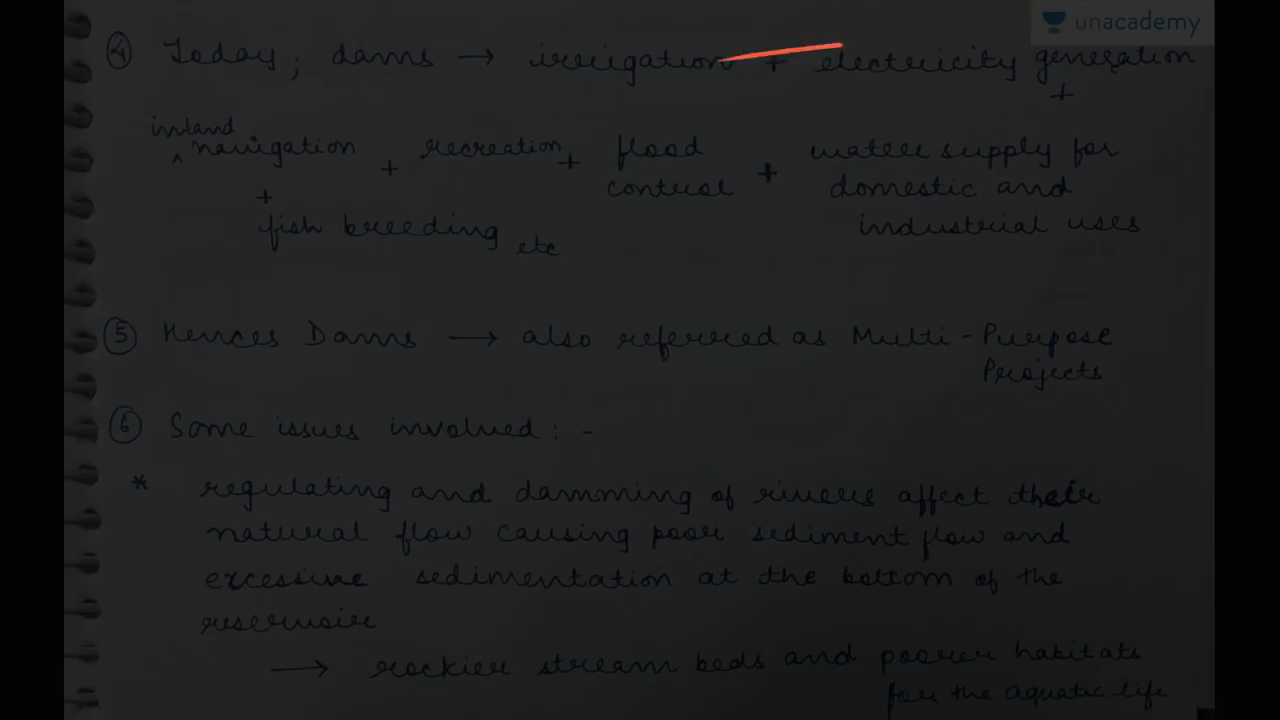 unacademy
④ Today, dams → irrigation + electricity generation
+
inland
^ navigation + recreation + flood control + water supply for domestic and industrial uses
+
fish breeding etc
⑤ Hences Dams → also referred as Multi-Purpose
Projects
⑥ Some issues involved: -
* regulating and damming of rivers affect their
natural flow causing poor sediment flow and
excessive sedimentation at the bottom of the
reservoir
→ rockier stream beds and poorer habitats
for the aquatic life